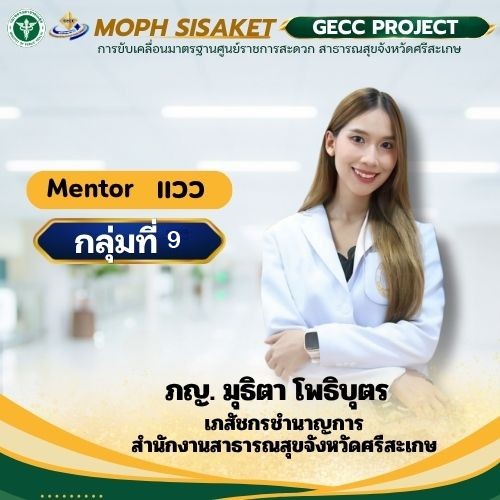 MOPH SISAKET GECC PROJECT
การขับเคลื่อนมาตรฐานศูนย์ราชการสะดวก สาธารณสุขจังหวัดศรีสะเกษ
Mentor แวว
กลุ่มที่ 9
ภญ. มุธิตา โพธิบุตร
เภสัชกรชำนาญการ
สำนักงานสาธารณสุขจังหวัดศรีสะเกษ